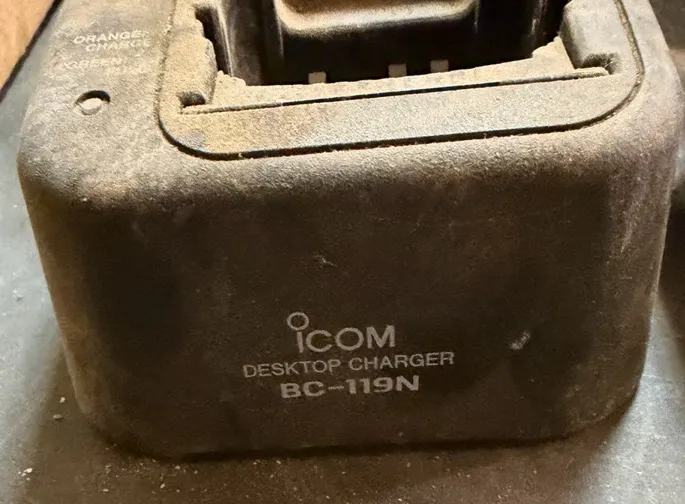 ORANGE:
CHARGE
GREEN:
ICOM
DESKTOP CHARGER
BC-119N